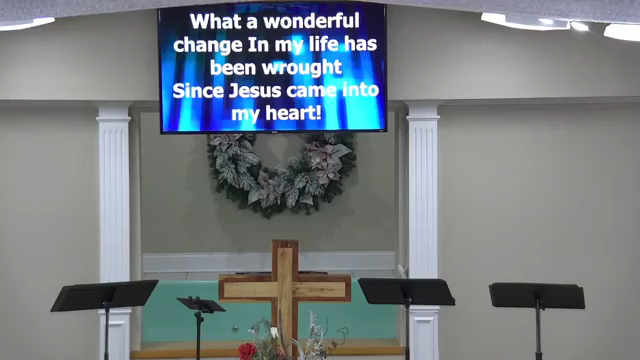 What a wonderful
change In my life has
been wrought
Since Jesus came into
my heart!